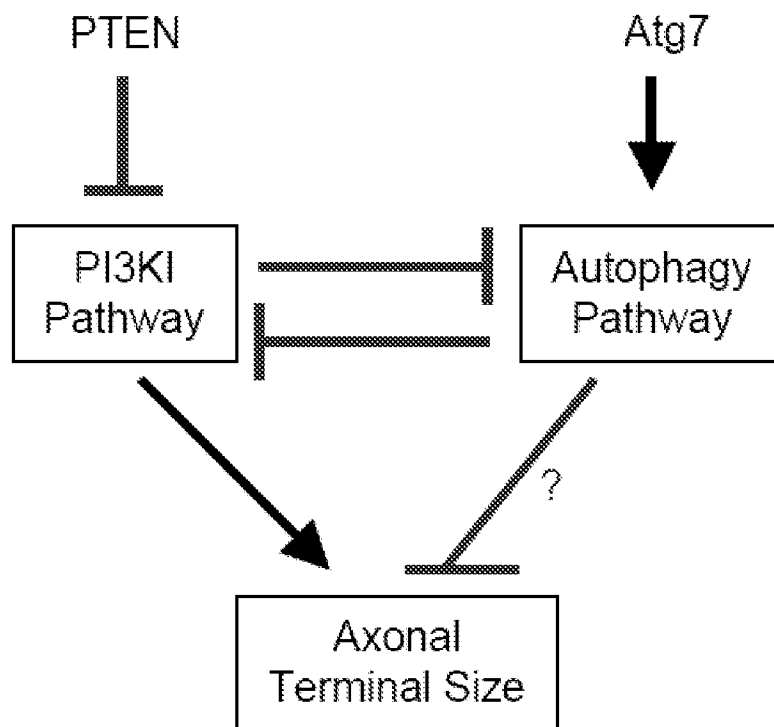 PTEN
Atg7
PI3KI
Pathway
Autophagy
Pathway
?
Axonal
Terminal Size